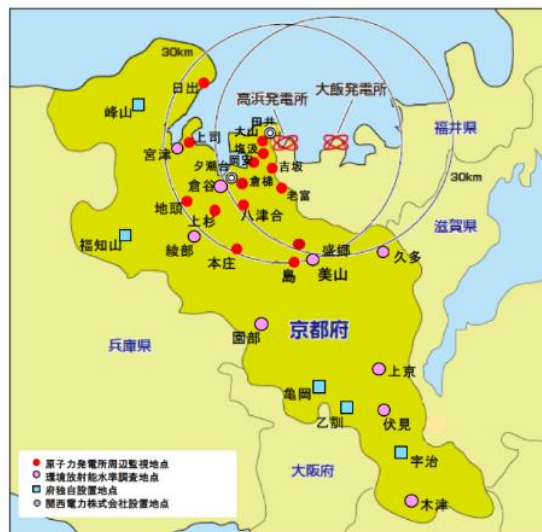 30km
日出
高浜発電所
大飯発電所
峰山
田井
大山
福井県
上司
塩汲
宮津
岡安
夕潮台
吉坂
倉梯
倉谷
老富
30km
地頭
八津合
上杉
滋賀県
福知山
綾部
本庄
盛郷
久多
島
美山
園部
京都府
兵庫県
上京
亀岡
乙訓
伏見
宇治
大阪府
木津
原子力発電所周辺監視地点
環境放射能水準調査地点
府独自設置地点
関西電力株式会社設置地点